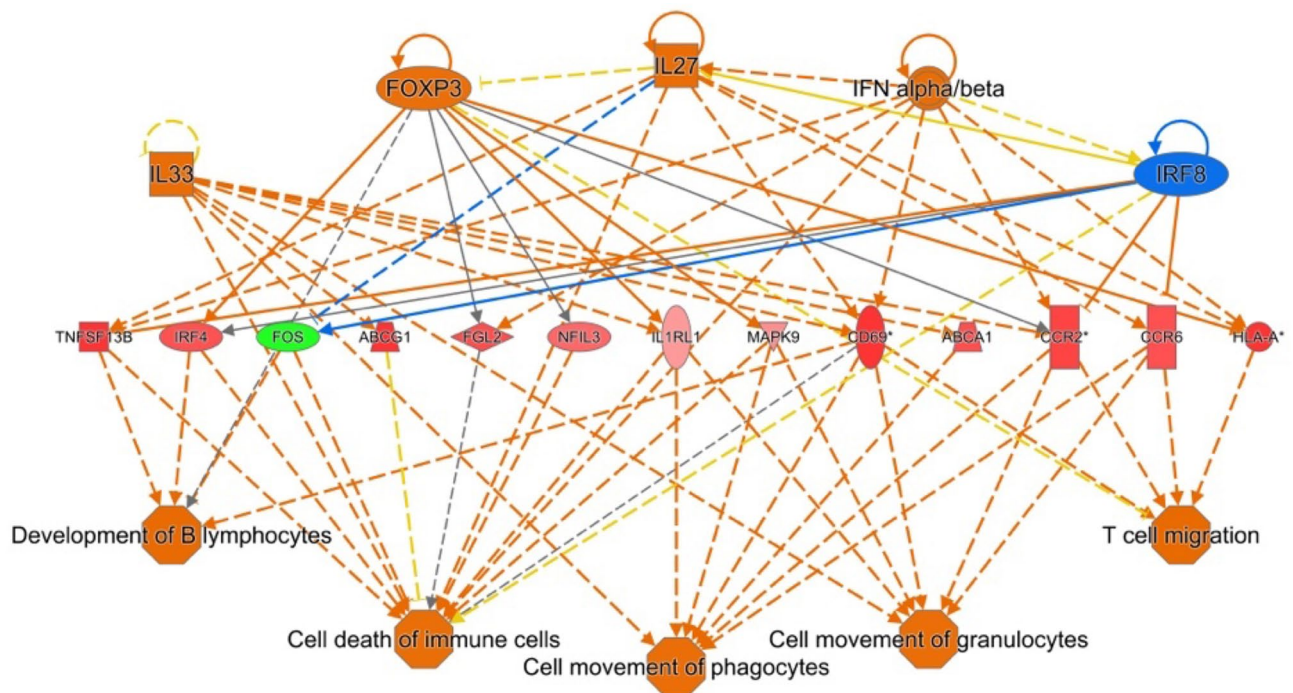 IL27
FOXP3
IFN alpha/beta
IL33
IRF8
TNFSF13B
IRF4
FOS
ABCG1
FGL2
NFIL3
IL1RL1
MAPK9
CD69*
ABCA1
CCR2*
CCR6
HLA-A*
Development of B lymphocytes
T cell migration
Cell death of immune cells
Cell movement of granulocytes
Cell movement of phagocytes